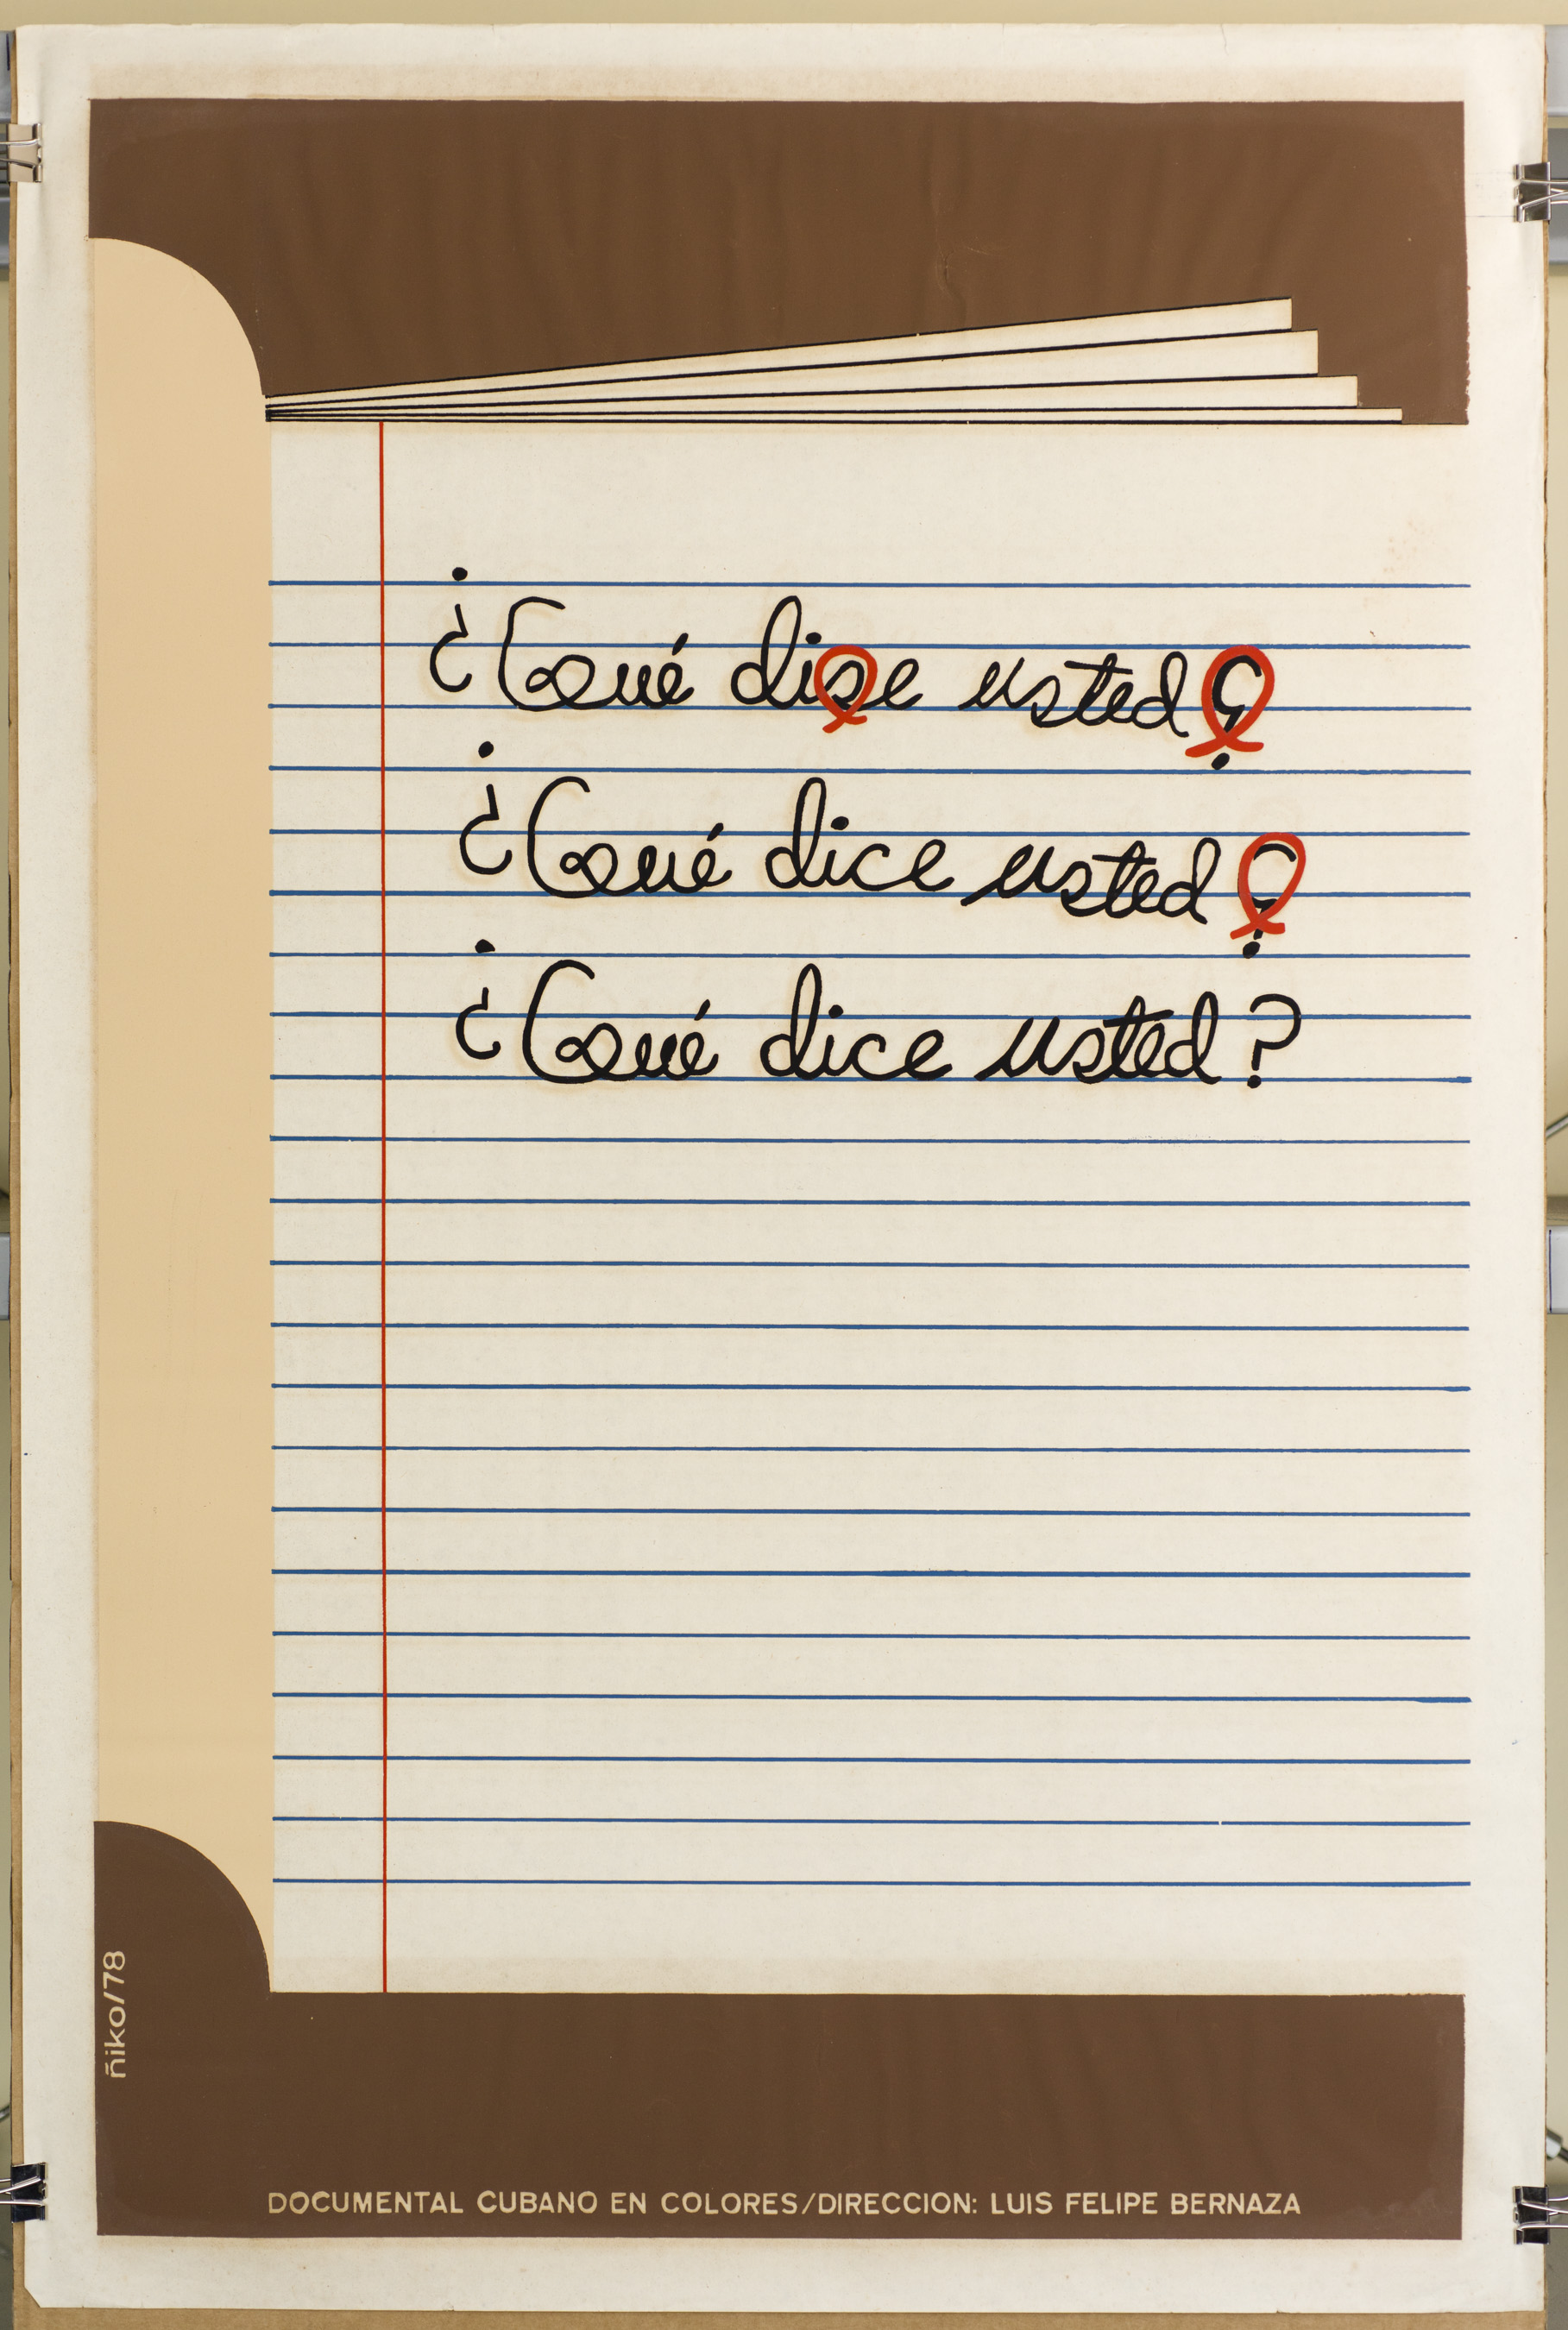 ¿Qué dise usted¿
¿Qué dice usted¿
¿Qué dice usted?
ñiko/78
DOCUMENTAL CUBANO EN COLORES/DIRECCION: LUIS FELIPE BERNAZA